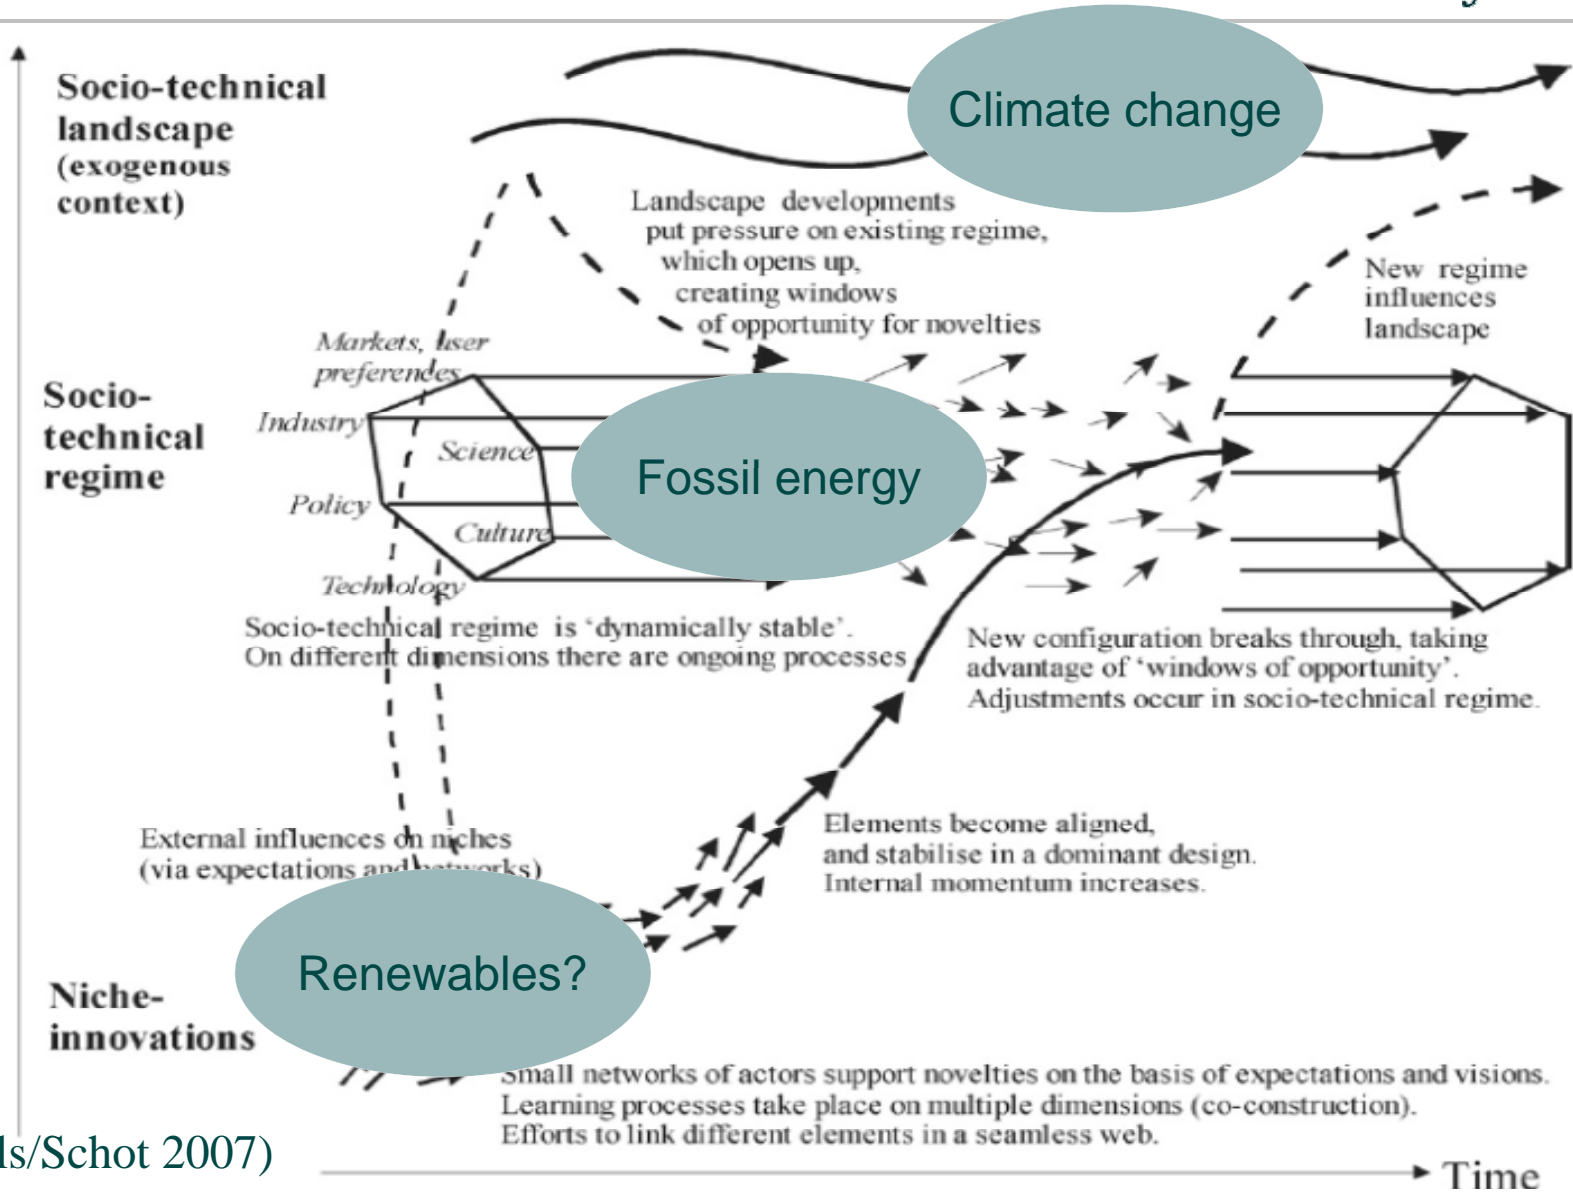 Socio-technical
landscape
(exogenous
context)
Climate change
Landscape developments
put pressure on existing regime,
which opens up,
creating windows
of opportunity for novelties
New regime
influences
landscape
Markets, user
preferences
Socio-
technical
regime
Industry
Science
Policy
Culture
Technology
Fossil energy
Socio-technical regime is ‘dynamically stable’.
On different dimensions there are ongoing processes
New configuration breaks through, taking
advantage of ‘windows of opportunity’.
Adjustments occur in socio-technical regime.
External influences on niches
(via expectations and networks)
Elements become aligned,
and stabilise in a dominant design.
Internal momentum increases.
Renewables?
Niche-
innovations
Small networks of actors support novelties on the basis of expectations and visions.
Learning processes take place on multiple dimensions (co-construction).
Efforts to link different elements in a seamless web.
ls/Schot 2007)
Time